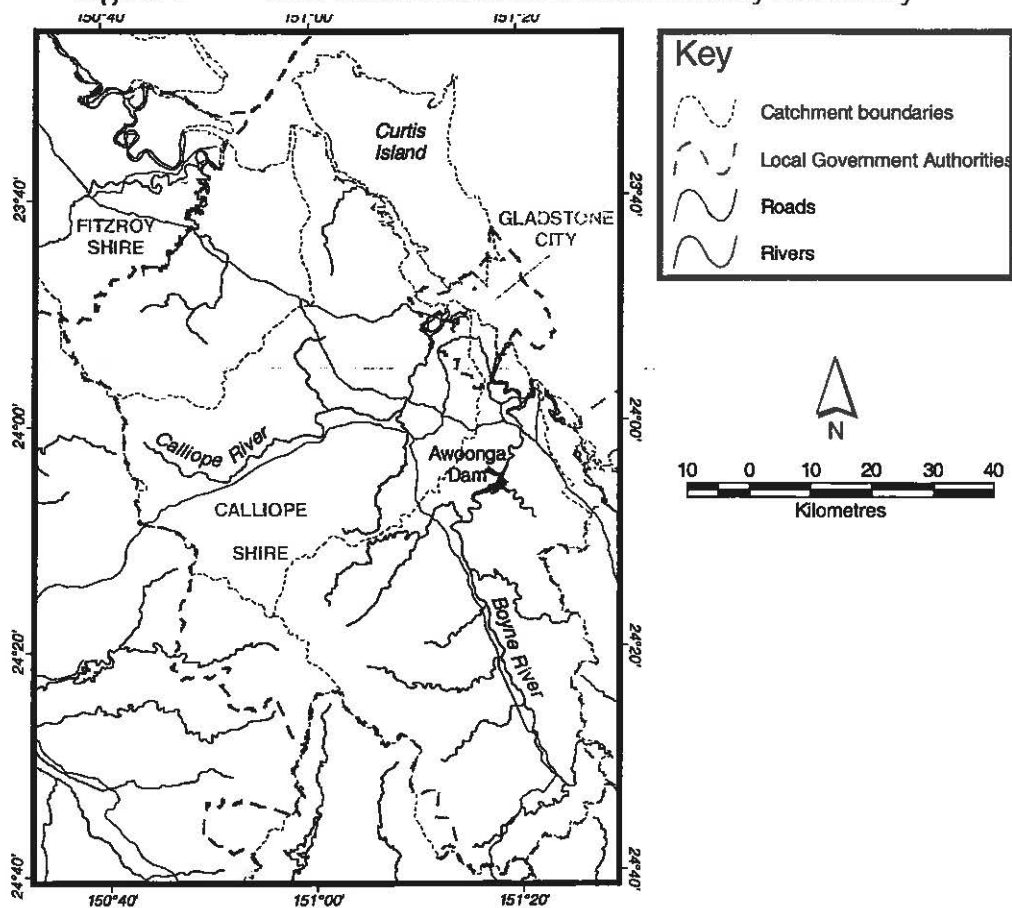 150°40' 151°00' 151°20'
Key
Catchment boundaries
Local Government Authorities
Roads
Rivers
Curtis
Island
23°40'
23°40'
FITZROY
SHIRE
GLADSTONE
CITY
24°00'
24°00'
Calliope River
Awoonga
Dam
N
10 0 10 20 30 40
Kilometres
CALLIOPE
SHIRE
Boyne River
24°20'
24°20'
24°40'
24°40'
150°40' 151°00' 151°20'